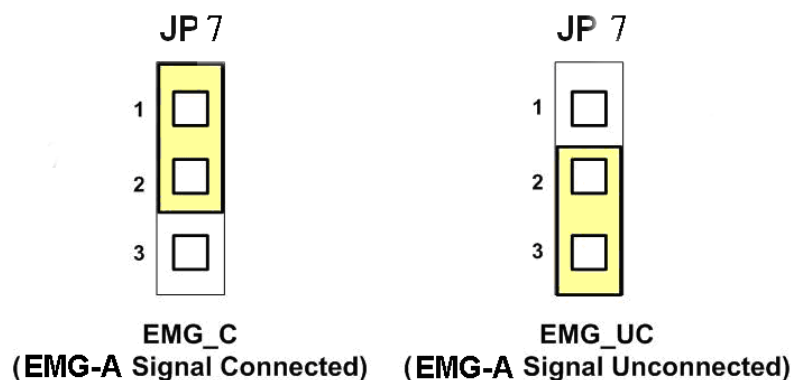 JP 7
1
2
3
EMG_C
(EMG-A Signal Connected)
JP 7
1
2
3
EMG_UC
(EMG-A Signal Unconnected)